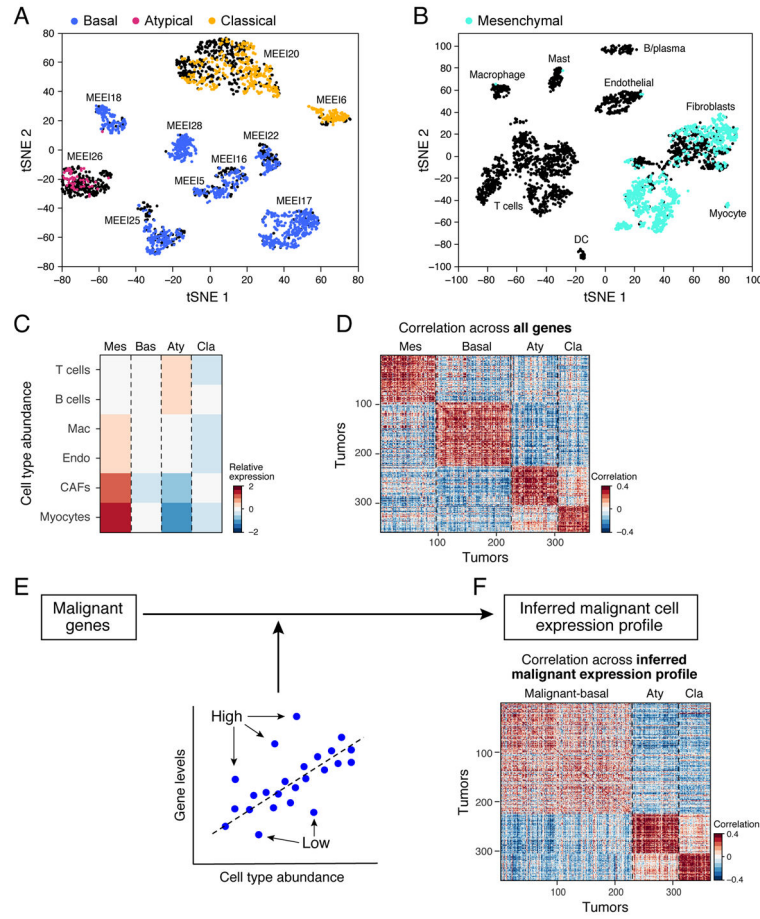 A
Basal Atypical Classical
80
60
40
20
0
−20
−40
−60
−80
tSNE 2
MEEI20
MEEI18
MEEI6
MEEI28
MEEI22
MEEI26
MEEI16
MEEI5
MEEI17
MEEI25
−80 −60 −40 −20 0 20 40 60 80
tSNE 1
B
Mesenchymal
100
80
60
40
20
0
−20
−40
−60
−80
−100
tSNE 2
B/plasma
Mast
Macrophage
Endothelial
Fibroblasts
T cells
Myocyte
DC
−100 −80 −60 −40 −20 0 20 40 60 80 100
tSNE 1
C
Mes Bas Aty Cla
Cell type abundance
T cells
B cells
Mac
Endo
CAFs
Myocytes
Relative
expression
2
0
−2
D
Correlation across all genes
Mes Basal Aty Cla
Tumors
100
200
300
100 200 300
Tumors
Correlation
0.4
0
−0.4
E
Malignant
genes
High
Low
Gene levels
Cell type abundance
F
Inferred malignant cell
expression profile
Correlation across inferred
malignant expression profile
Malignant-basal Aty Cla
Tumors
100
200
300
100 200 300
Tumors
Correlation
0.4
0
−0.4